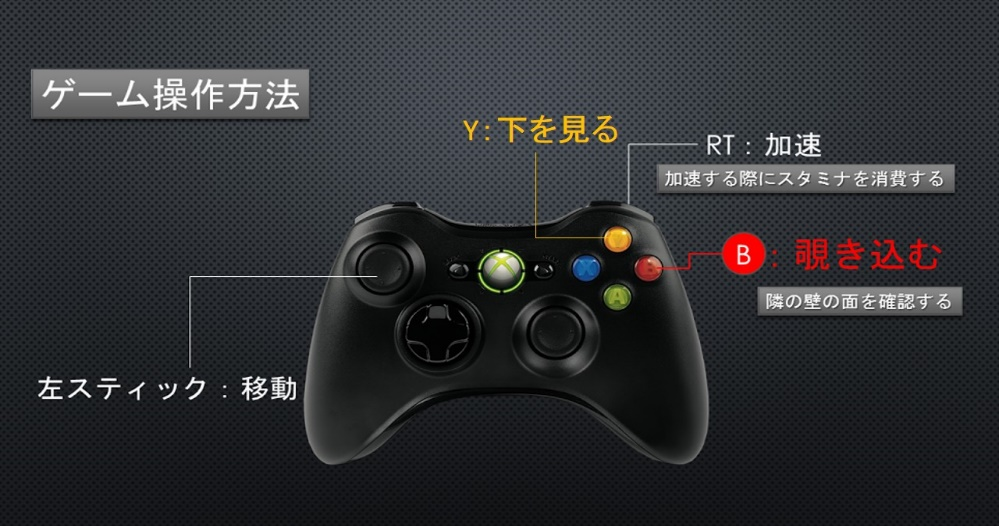 ゲーム操作方法
Y:下を見る
RT：加速
加速する際にスタミナを消費する
B：覗き込む
隣の壁の面を確認する
左スティック：移動
Y
X
B
A